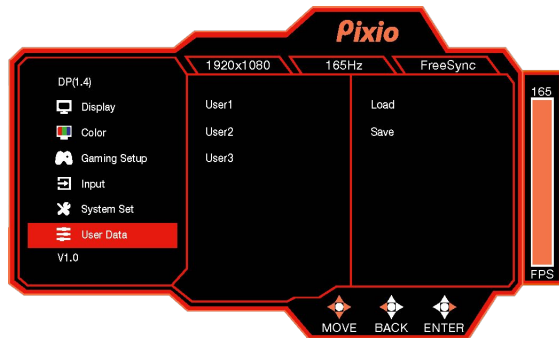 Pixio
1920x1080 165Hz FreeSync
DP(1.4)
Display
Color
Gaming Setup
Input
System Set
User Data
V1.0
User1
User2
User3
Load
Save
165
FPS
MOVE BACK ENTER